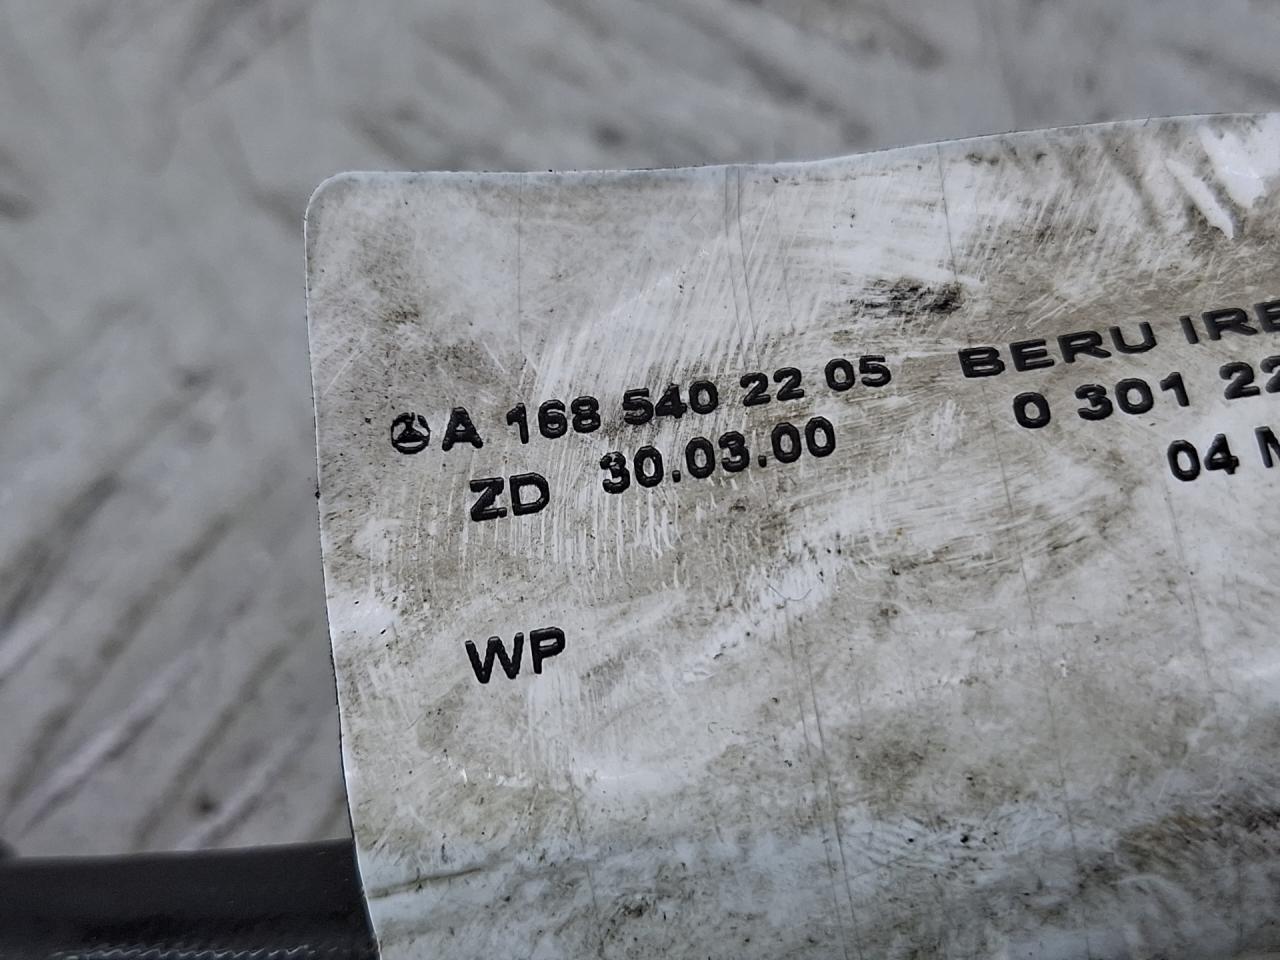 A 168 540 22 05 BERU IRE
ZD 30.03.00 0 301 22
04 M
WP